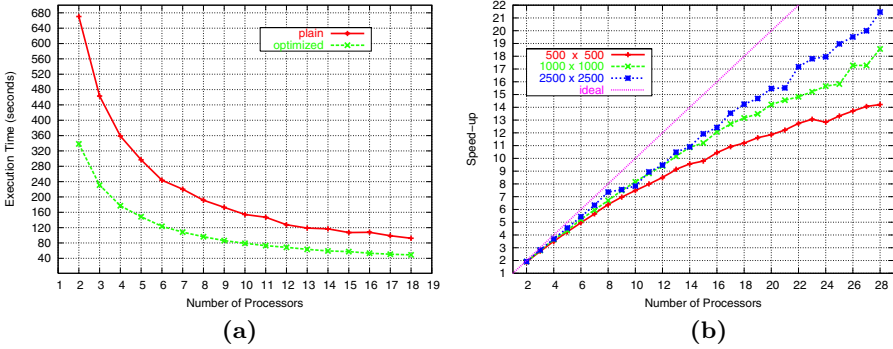 680
640
600
560
520
480
440
400
360
320
280
240
200
160
120
80
40
Execution Time (seconds)
plain
optimized
1 2 3 4 5 6 7 8 9 10 11 12 13 14 15 16 17 18 19
Number of Processors
(a)
22
21
20
19
18
17
16
15
14
13
12
11
10
9
8
7
6
5
4
3
2
1
Speed-up
500 x 500
1000 x 1000
2500 x 2500
ideal
2 4 6 8 10 12 14 16 18 20 22 24 26 28
Number of Processors
(b)